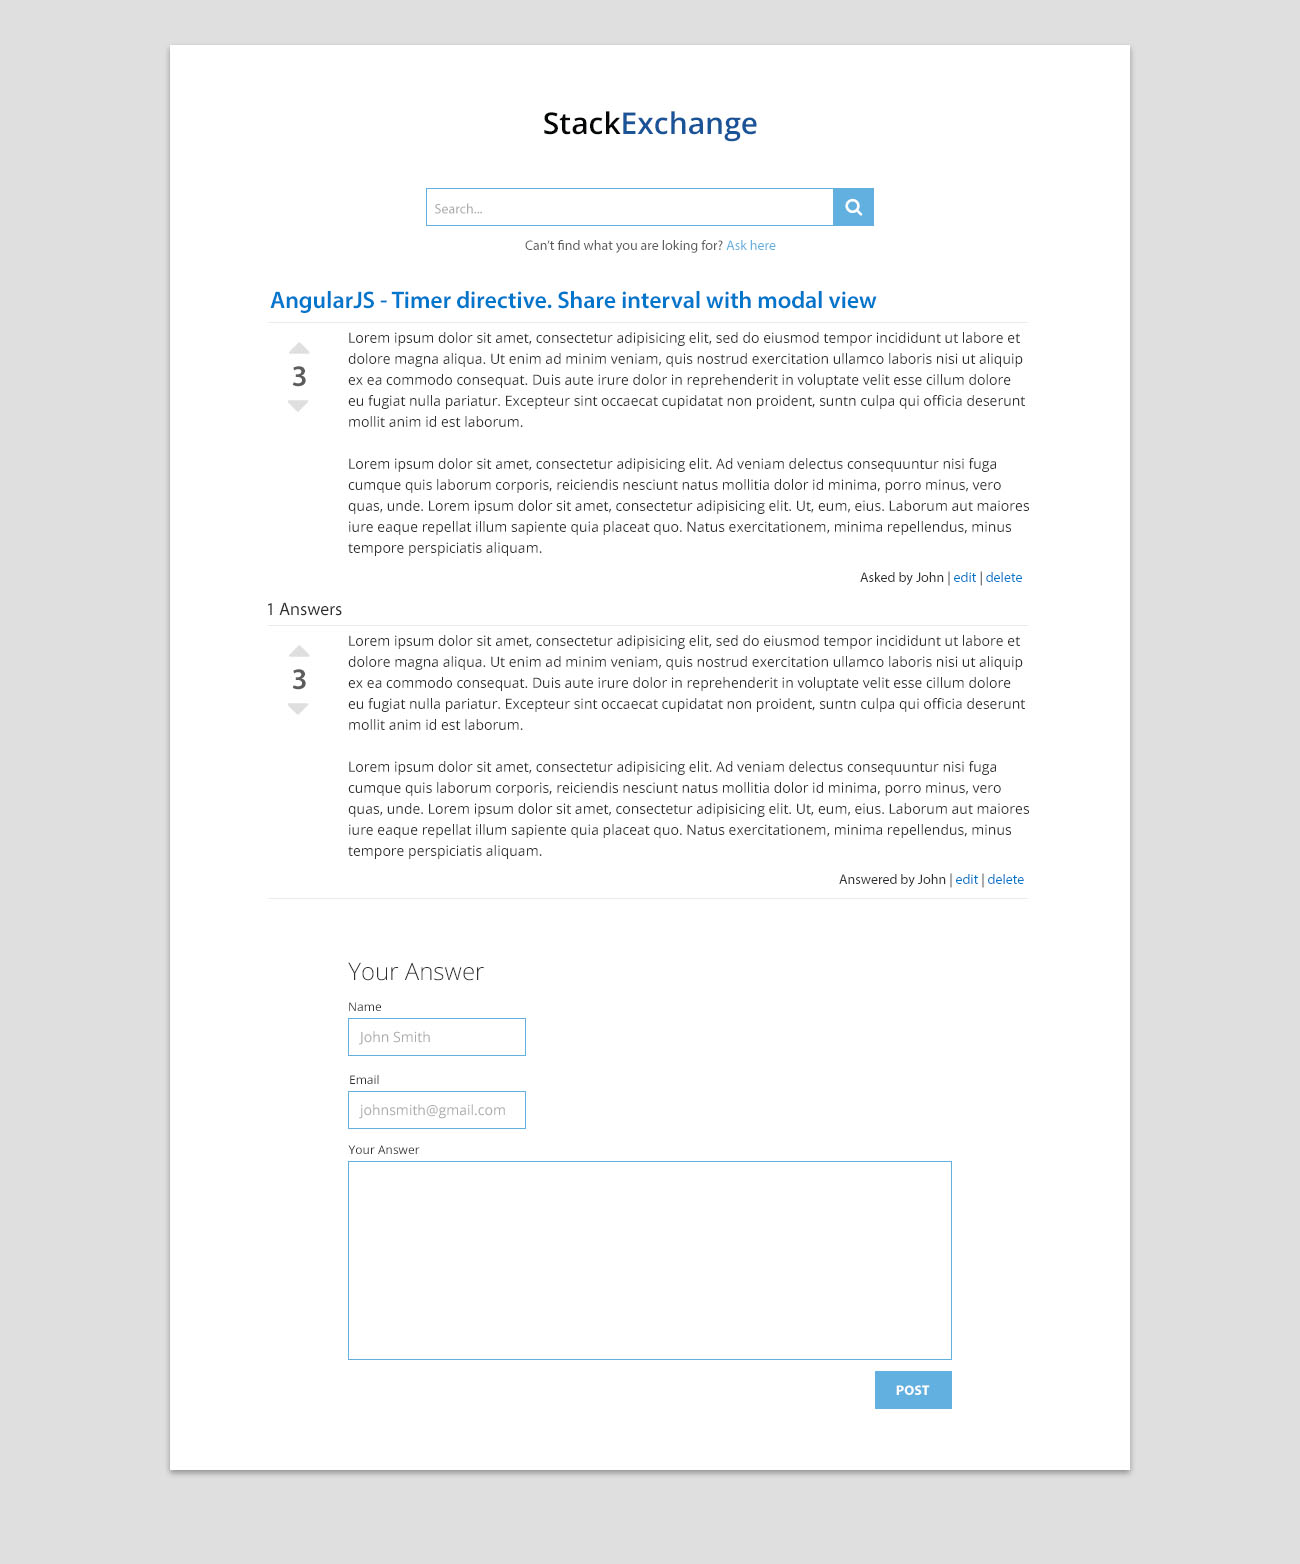 StackExchange
Search...
Can't find what you are loking for? Ask here
AngularJS - Timer directive. Share interval with modal view
Lorem ipsum dolor sit amet, consectetur adipisicing elit, sed do eiusmod tempor incididunt ut labore et
dolore magna aliqua. Ut enim ad minim veniam, quis nostrud exercitation ullamco laboris nisi ut aliquip
3
ex ea commodo consequat. Duis aute irure dolor in reprehenderit in voluptate velit esse cillum dolore
eu fugiat nulla pariatur. Excepteur sint occaecat cupidatat non proident, suntn culpa qui officia deserunt
mollit anim id est laborum.
Lorem ipsum dolor sit amet, consectetur adipisicing elit. Ad veniam delectus consequuntur nisi fuga
cumque quis laborum corporis, reiciendis nesciunt natus mollitia dolor id minima, porro minus, vero
quas, unde. Lorem ipsum dolor sit amet, consectetur adipisicing elit. Ut, eum, eius. Laborum aut maiores
iure eaque repellat illum sapiente quia placeat quo. Natus exercitationem, minima repellendus, minus
tempore perspiciatis aliquam.
Asked by John | edit | delete
1 Answers
Lorem ipsum dolor sit amet, consectetur adipisicing elit, sed do eiusmod tempor incididunt ut labore et
dolore magna aliqua. Ut enim ad minim veniam, quis nostrud exercitation ullamco laboris nisi ut aliquip
3
ex ea commodo consequat. Duis aute irure dolor in reprehenderit in voluptate velit esse cillum dolore
eu fugiat nulla pariatur. Excepteur sint occaecat cupidatat non proident, suntn culpa qui officia deserunt
mollit anim id est laborum.
Lorem ipsum dolor sit amet, consectetur adipisicing elit. Ad veniam delectus consequuntur nisi fuga
cumque quis laborum corporis, reiciendis nesciunt natus mollitia dolor id minima, porro minus, vero
quas, unde. Lorem ipsum dolor sit amet, consectetur adipisicing elit. Ut, eum, eius. Laborum aut maiores
iure eaque repellat illum sapiente quia placeat quo. Natus exercitationem, minima repellendus, minus
tempore perspiciatis aliquam.
Answered by John | edit | delete
Your Answer
Name
John Smith
Email
johnsmith@gmail.com
Your Answer
POST